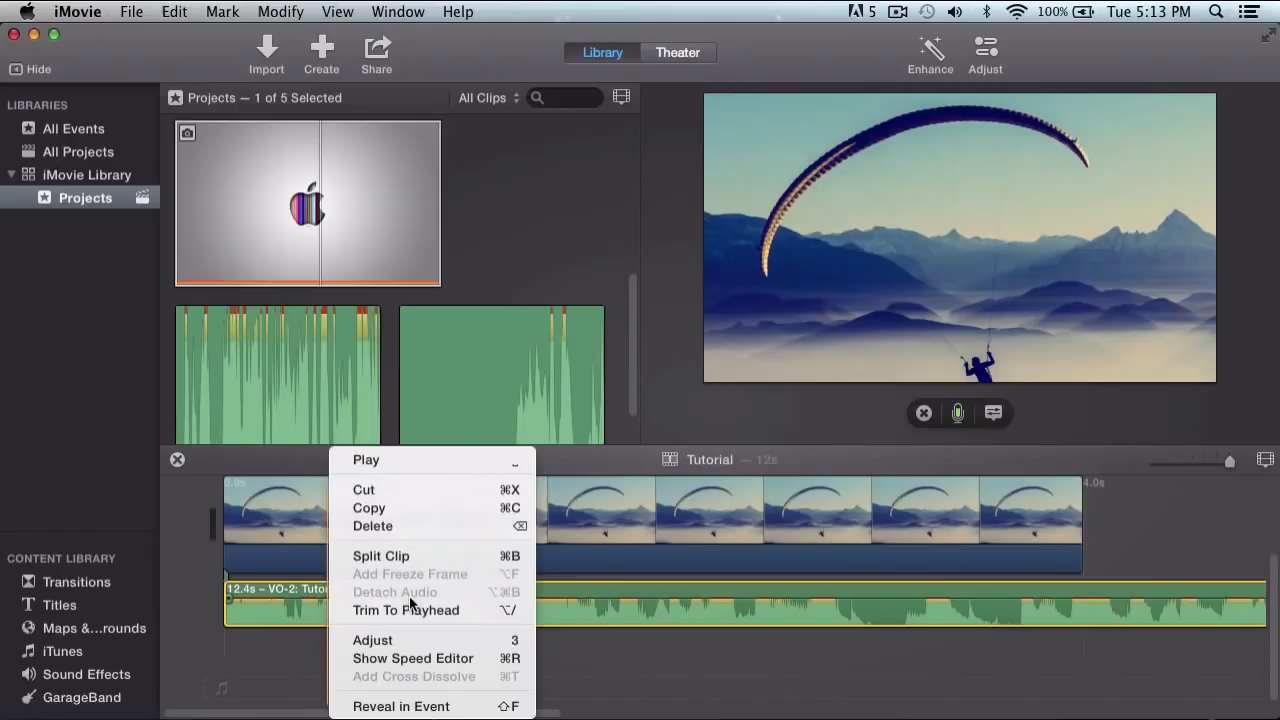 iMovie File Edit Mark Modify View Window Help 5 100% Tue 5:13 PM
Hide Import Create Share Library Theater Enhance Adjust
LIBRARIES
All Events
All Projects
iMovie Library
Projects
Projects — 1 of 5 Selected All Clips
Tutorial — 12s
0.0s 4.0s
12.4s – VO-2: Tutor
Play ⎵
Cut ⌘X
Copy ⌘C
Delete ⌫
Split Clip ⌘B
Add Freeze Frame ⌥F
Detach Audio ⌥⌘B
Trim To Playhead ⌥/
Adjust 3
Show Speed Editor ⌘R
Add Cross Dissolve ⌘T
Reveal in Event ⇧F
CONTENT LIBRARY
Transitions
Titles
Maps &...rounds
iTunes
Sound Effects
GarageBand